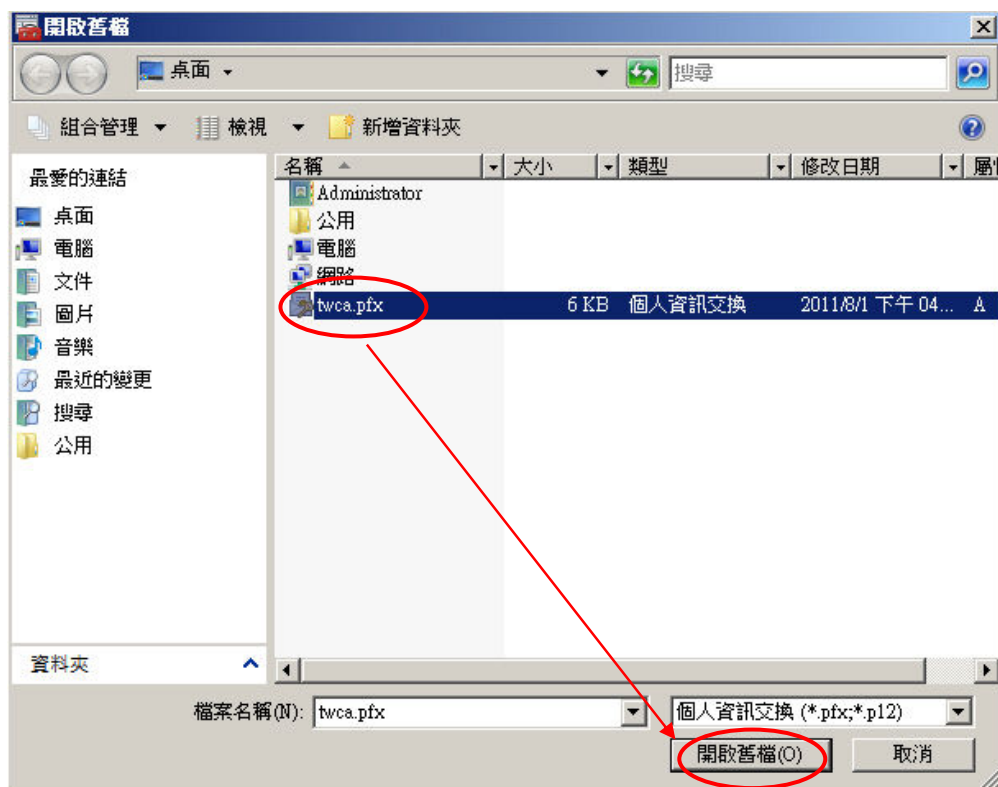 開啟舊檔
桌面
搜尋
組合管理 檢視 新增資料夾
最愛的連結
桌面
電腦
文件
圖片
音樂
最近的變更
搜尋
公用
資料夾
名稱 大小 類型 修改日期
Administrator
公用
電腦
網路
twca.pfx 6 KB 個人資訊交換 2011/8/1 下午 04... A
檔案名稱(N): twca.pfx 個人資訊交換 (*.pfx;*.p12)
開啟舊檔(O) 取消